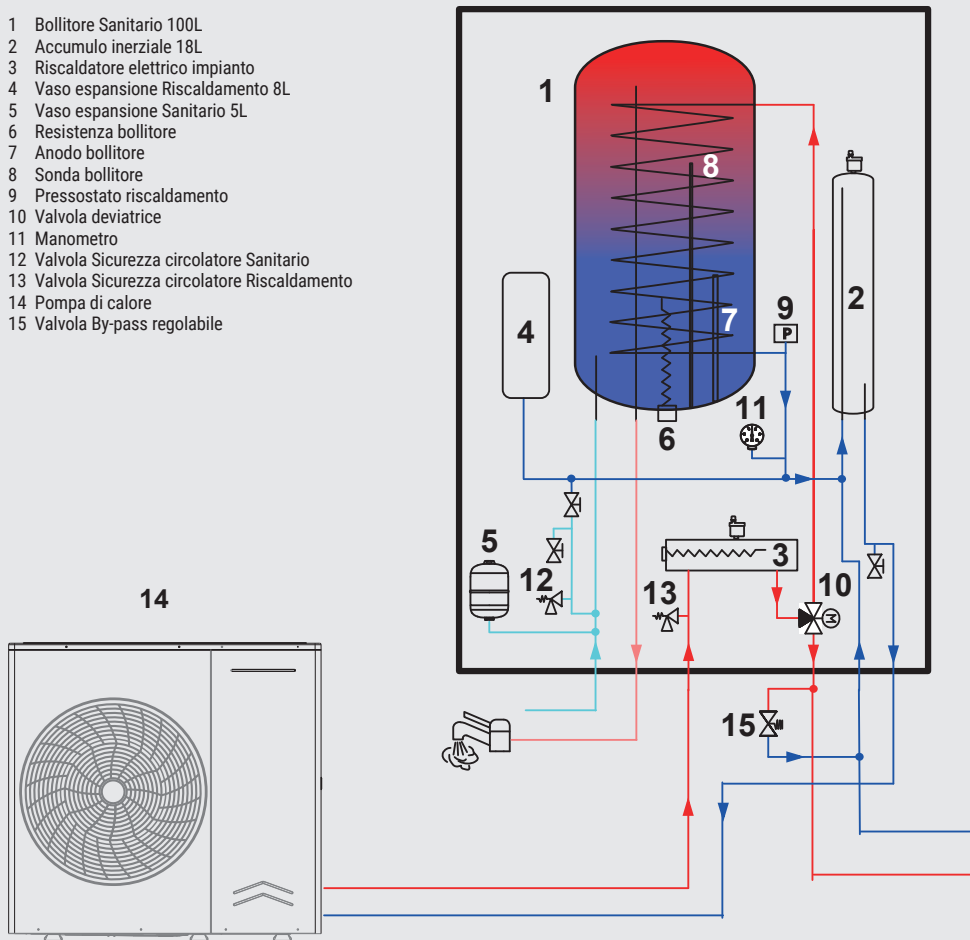 1 Bollitore Sanitario 100L
2 Accumulo inerziale 18L
3 Riscaldatore elettrico impianto
4 Vaso espansione Riscaldamento 8L
5 Vaso espansione Sanitario 5L
6 Resistenza bollitore
7 Anodo bollitore
8 Sonda bollitore
9 Pressostato riscaldamento
10 Valvola deviatrice
11 Manometro
12 Valvola Sicurezza circolatore Sanitario
13 Valvola Sicurezza circolatore Riscaldamento
14 Pompa di calore
15 Valvola By-pass regolabile
1
8
2
4
7
9
P
11
6
5
3
12
13
10
M
14
15